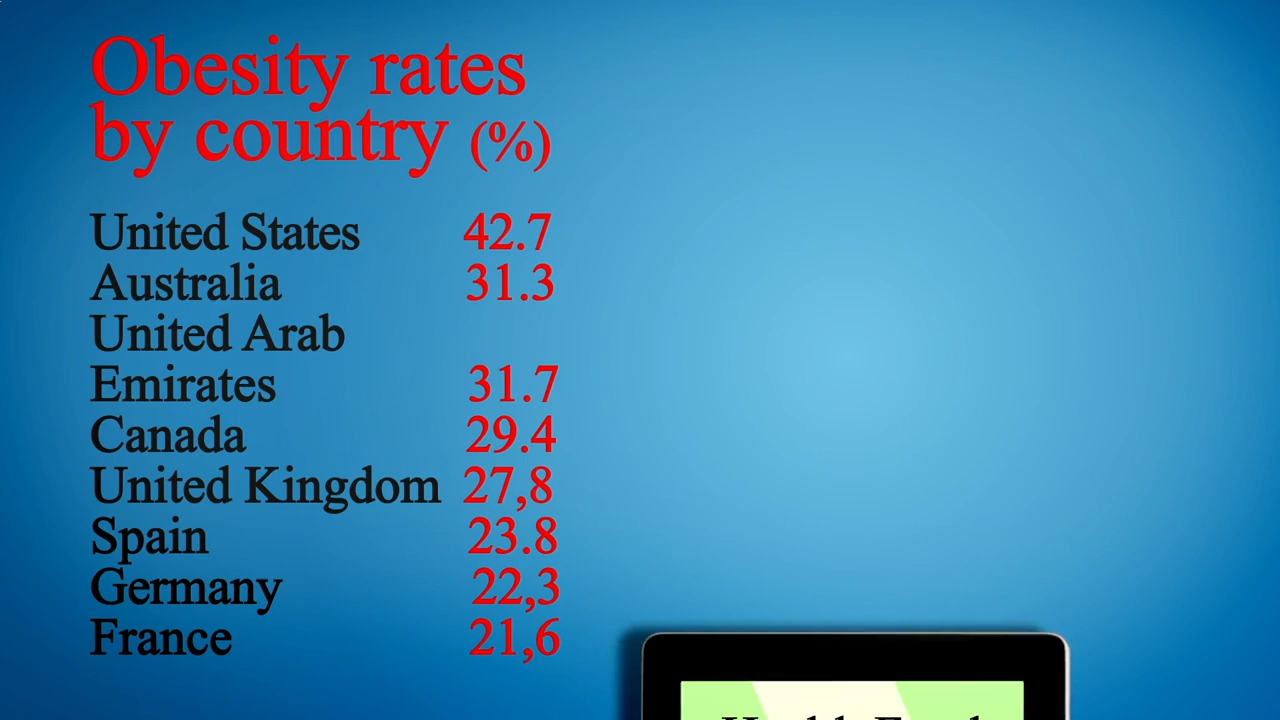 Obesity rates
by country (%)
United States 42.7
Australia 31.3
United Arab
Emirates 31.7
Canada 29.4
United Kingdom 27,8
Spain 23.8
Germany 22,3
France 21,6